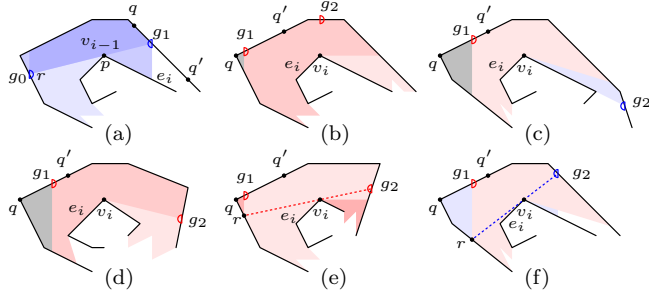 q
q′
g₂
q′
v_{i−1}
g₁
g₁
g₁
q′
p
q
e_i
v_i
q
e_i
v_i
g₀
r
q′
g₂
(a)
(b)
(c)
q′
q′
q′
g₁
g₁
g₁
g₂
g₂
q
e_i
v_i
q
e_i
v_i
q
v_i
g₂
r
r
e_i
(d)
(e)
(f)